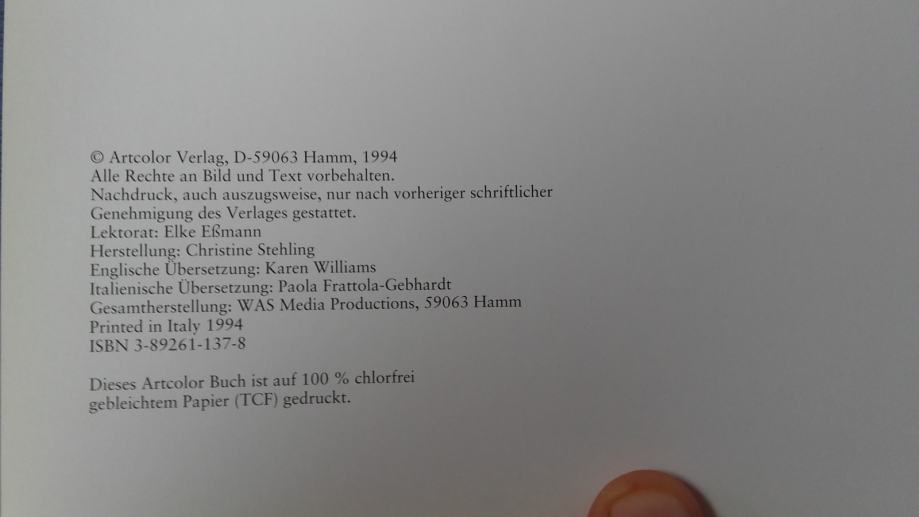 © Artcolor Verlag, D-59063 Hamm, 1994
Alle Rechte an Bild und Text vorbehalten.
Nachdruck, auch auszugsweise, nur nach vorheriger schriftlicher
Genehmigung des Verlages gestattet.
Lektorat: Elke Eßmann
Herstellung: Christine Stehling
Englische Übersetzung: Karen Williams
Italienische Übersetzung: Paola Frattola-Gebhardt
Gesamtherstellung: WAS Media Productions, 59063 Hamm
Printed in Italy 1994
ISBN 3-89261-137-8
Dieses Artcolor Buch ist auf 100 % chlorfrei
gebleichtem Papier (TCF) gedruckt.